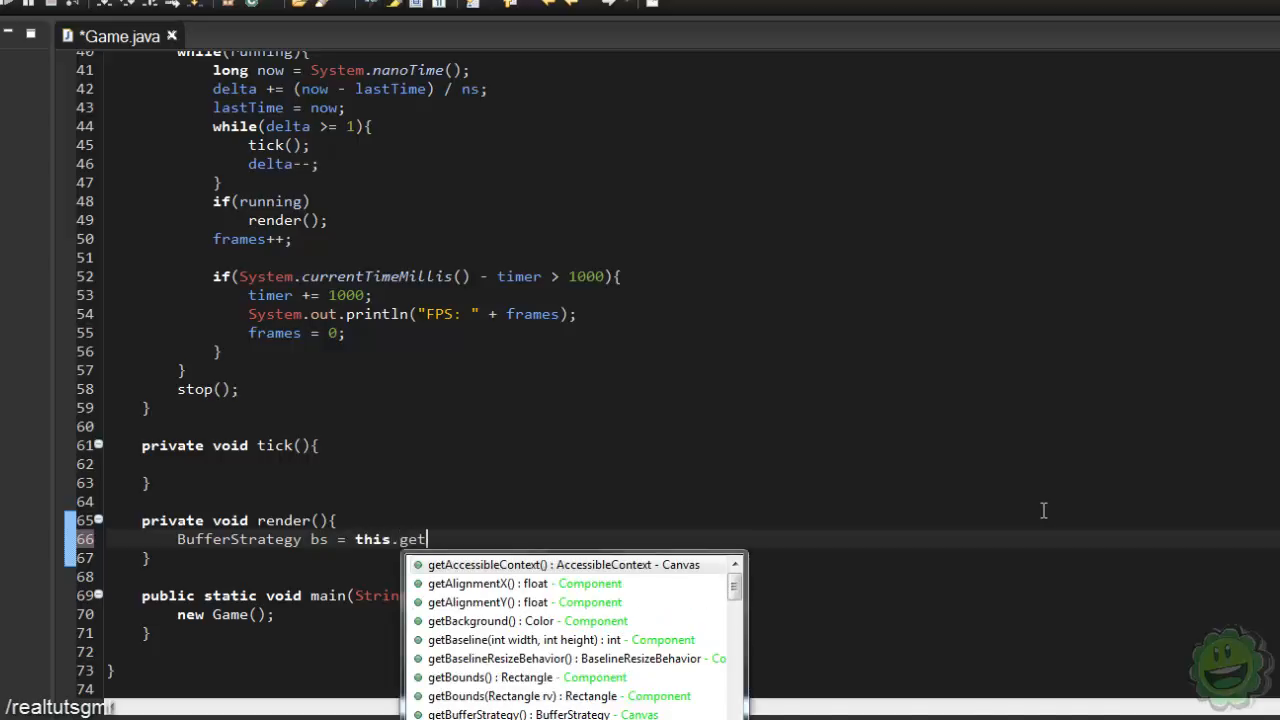 *Game.java
40 while(running){
41 long now = System.nanoTime();
42 delta += (now - lastTime) / ns;
43 lastTime = now;
44 while(delta >= 1){
45 tick();
46 delta--;
47 }
48 if(running)
49 render();
50 frames++;
51
52 if(System.currentTimeMillis() - timer > 1000){
53 timer += 1000;
54 System.out.println("FPS: " + frames);
55 frames = 0;
56 }
57 }
58 stop();
59 }
60
61 private void tick(){
62
63 }
64
65 private void render(){
66 BufferStrategy bs = this.get
67 }
68
69 public static void main(Strin
70 new Game();
71 }
72
73 }
74
getAccessibleContext() : AccessibleContext - Canvas
getAlignmentX() : float - Component
getAlignmentY() : float - Component
getBackground() : Color - Component
getBaseline(int width, int height) : int - Component
getBaselineResizeBehavior() : BaselineResizeBehavior - Co
getBounds() : Rectangle - Component
getBounds(Rectangle rv) : Rectangle - Component
getBufferStrategy() : BufferStrategy - Canvas
/realtutsgml